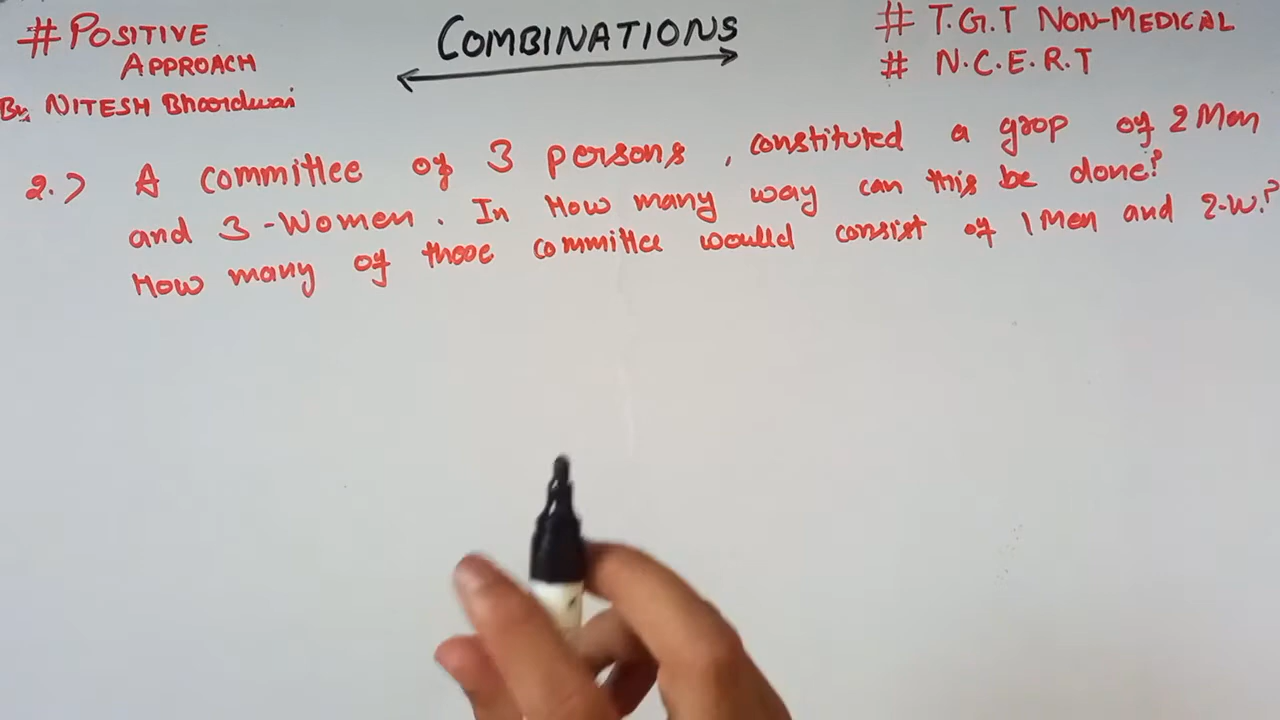 # POSITIVE
APPROACH
By NITESH Bhardwaj
COMBINATIONS
# T.G.T NON-MEDICAL
# N.C.E.R.T
2.) A committee of 3 persons, constituted a grop of 2 Men
and 3-Women. In How many way can this be done?
How many of those committee would consist of 1 Men and 2-W.?